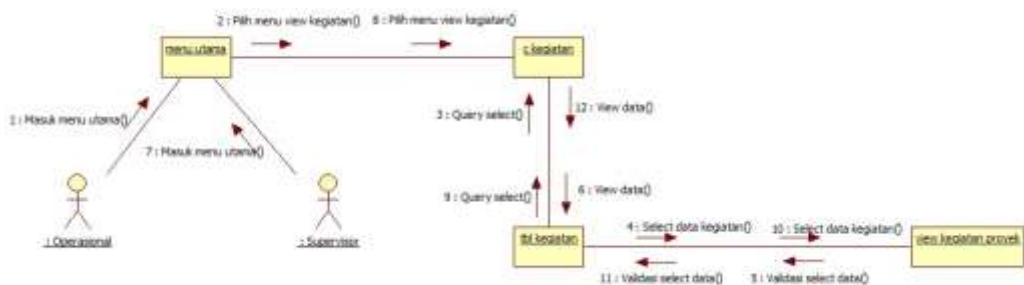 2 : Pilih menu view kegiatan()
8 : Pilih menu view kegiatan()
menu utama
c kegiatan
1 : Masuk menu utama()
3 : Query select()
12 : View data()
7 : Masuk menu utama()
9 : Query select()
6 : View data()
: Operasional
: Supervisor
tbl kegiatan
4 : Select data kegiatan()
10 : Select data kegiatan()
view kegiatan proyek
11 : Validasi select data()
5 : Validasi select data()